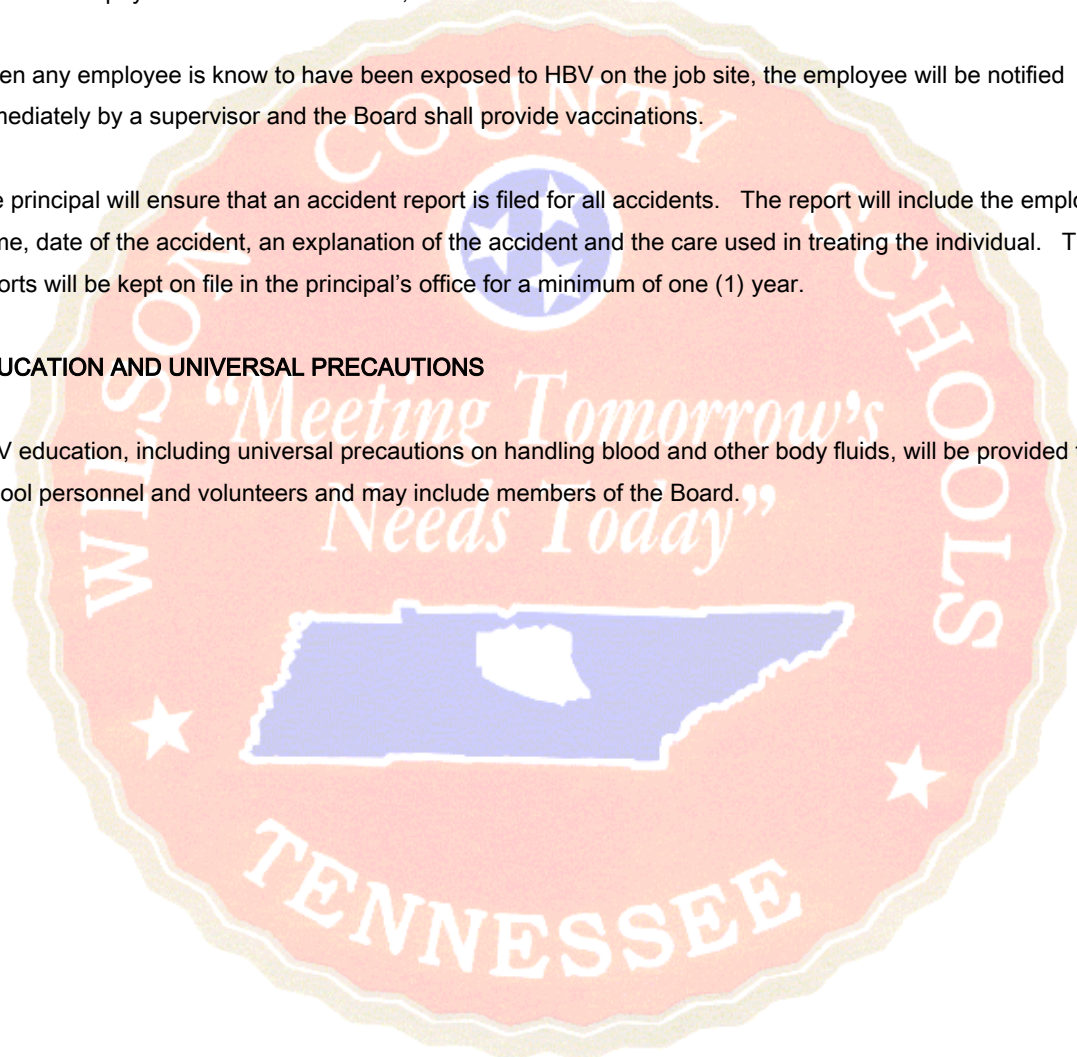 en any employee is know to have been exposed to HBV on the job site, the employee will be notified
mediately by a supervisor and the Board shall provide vaccinations.
e principal will ensure that an accident report is filed for all accidents. The report will include the emplo
me, date of the accident, an explanation of the accident and the care used in treating the individual. T
orts will be kept on file in the principal's office for a minimum of one (1) year.
UCATION AND UNIVERSAL PRECAUTIONS
V education, including universal precautions on handling blood and other body fluids, will be provided
ool personnel and volunteers and may include members of the Board.
WILSON COUNTY SCHOOLS
“Meeting Tomorrow's
Needs Today”
TENNESSEE